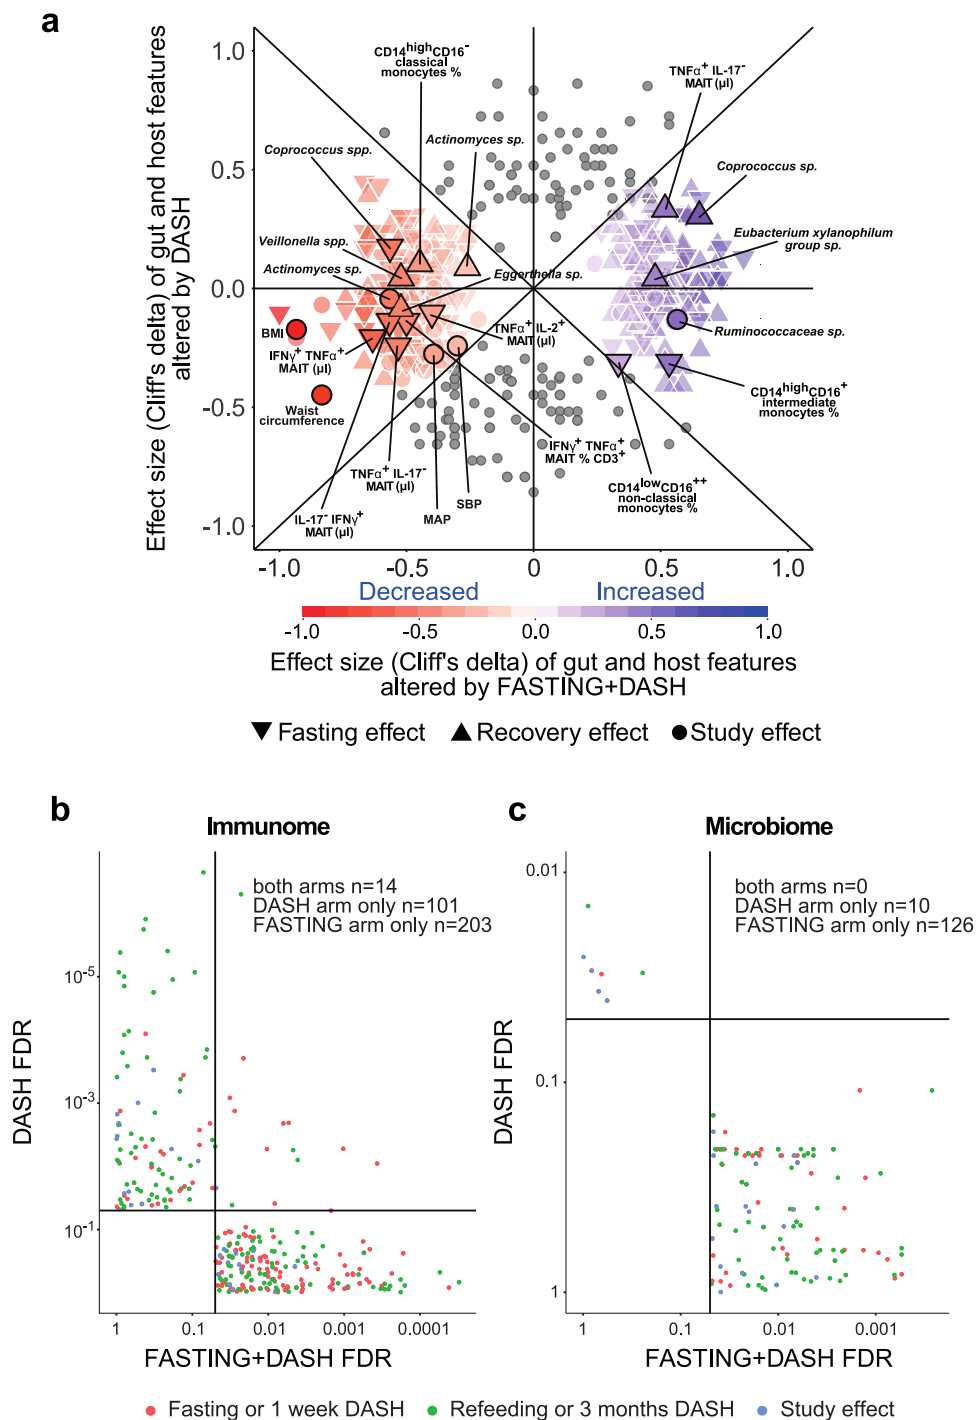 a
Effect size (Cliff's delta) of gut and host features
altered by DASH
1.0
0.5
0.0
-0.5
-1.0
CD14highCD16-
classical
monocytes %
TNFα+ IL-17-
MAIT (µl)
Actinomyces sp.
Coprococcus spp.
Coprococcus sp.
Veillonella spp.
Eubacterium xylanophilum
group sp.
Actinomyces sp.
Eggerthella sp.
BMI
TNFα+ IL-2+
MAIT (µl)
Ruminococcaceae sp.
IFNγ+ TNFα+
MAIT (µl)
CD14highCD16+
intermediate
monocytes %
Waist
circumference
IFNγ+ TNFα+
MAIT % CD3+
TNFα+ IL-17-
MAIT (µl)
CD14lowCD16++
non-classical
monocytes %
SBP
MAP
IL-17- IFNγ+
MAIT (µl)
-1.0 -0.5 0 0.5 1.0
Decreased Increased
-1.0 -0.5 0.0 0.5 1.0
Effect size (Cliff's delta) of gut and host features
altered by FASTING+DASH
Fasting effect Recovery effect Study effect
b
Immunome
both arms n=14
DASH arm only n=101
FASTING arm only n=203
DASH FDR
10-5
10-3
10-1
1 0.1 0.01 0.001 0.0001
FASTING+DASH FDR
c
Microbiome
both arms n=0
DASH arm only n=10
FASTING arm only n=126
DASH FDR
0.01
0.1
1
1 0.1 0.01 0.001
FASTING+DASH FDR
Fasting or 1 week DASH Refeeding or 3 months DASH Study effect